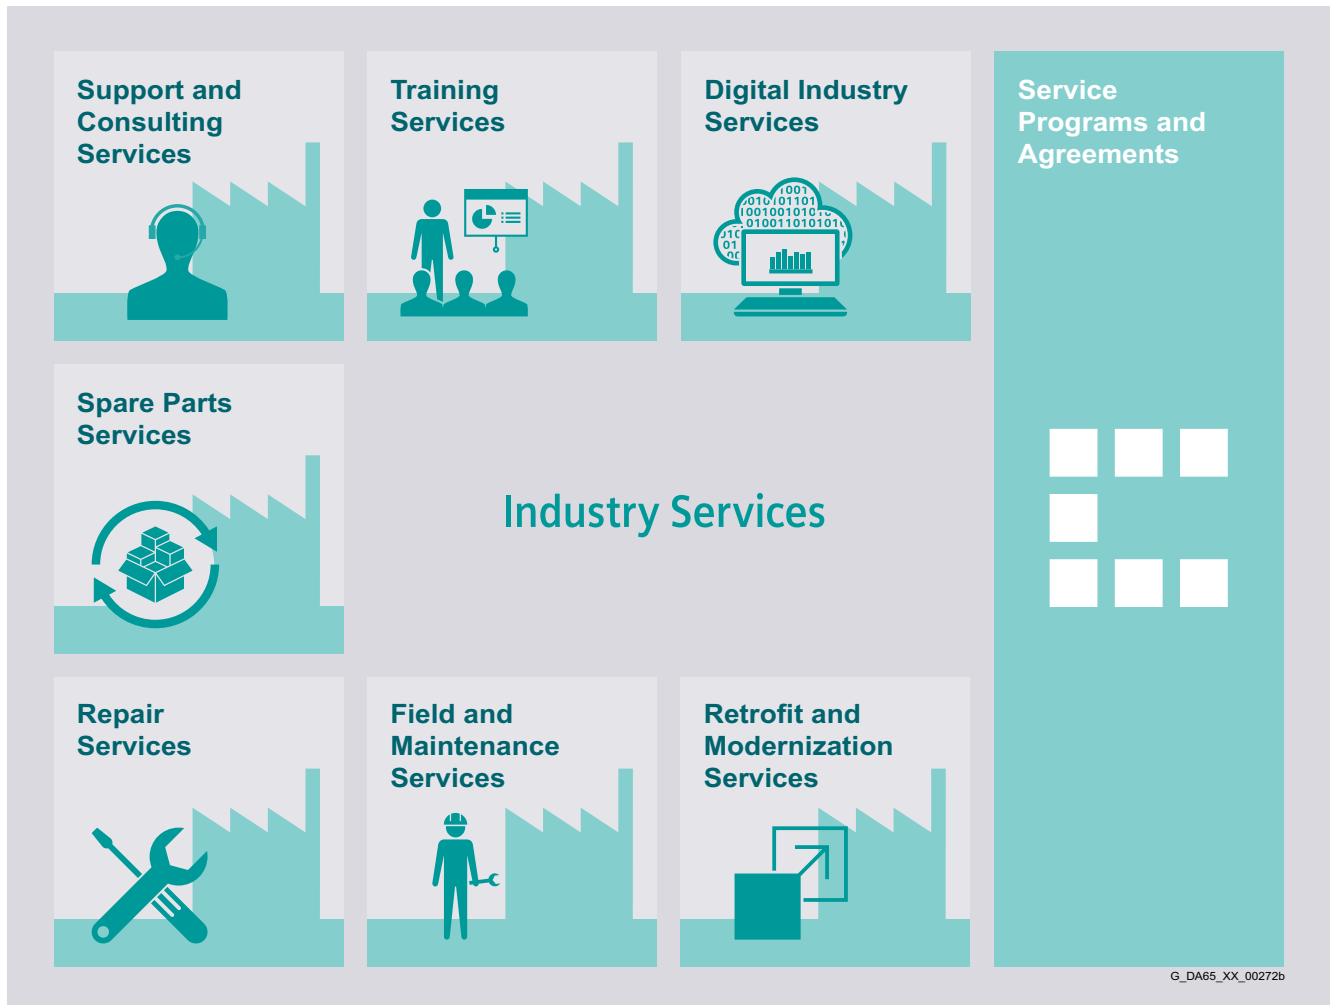 Support and
Consulting
Services
Training
Services
Digital Industry
Services
Service
Programs and
Agreements
Spare Parts
Services
Industry Services
Repair
Services
Field and
Maintenance
Services
Retrofit and
Modernization
Services
G_DA65_XX_00272b